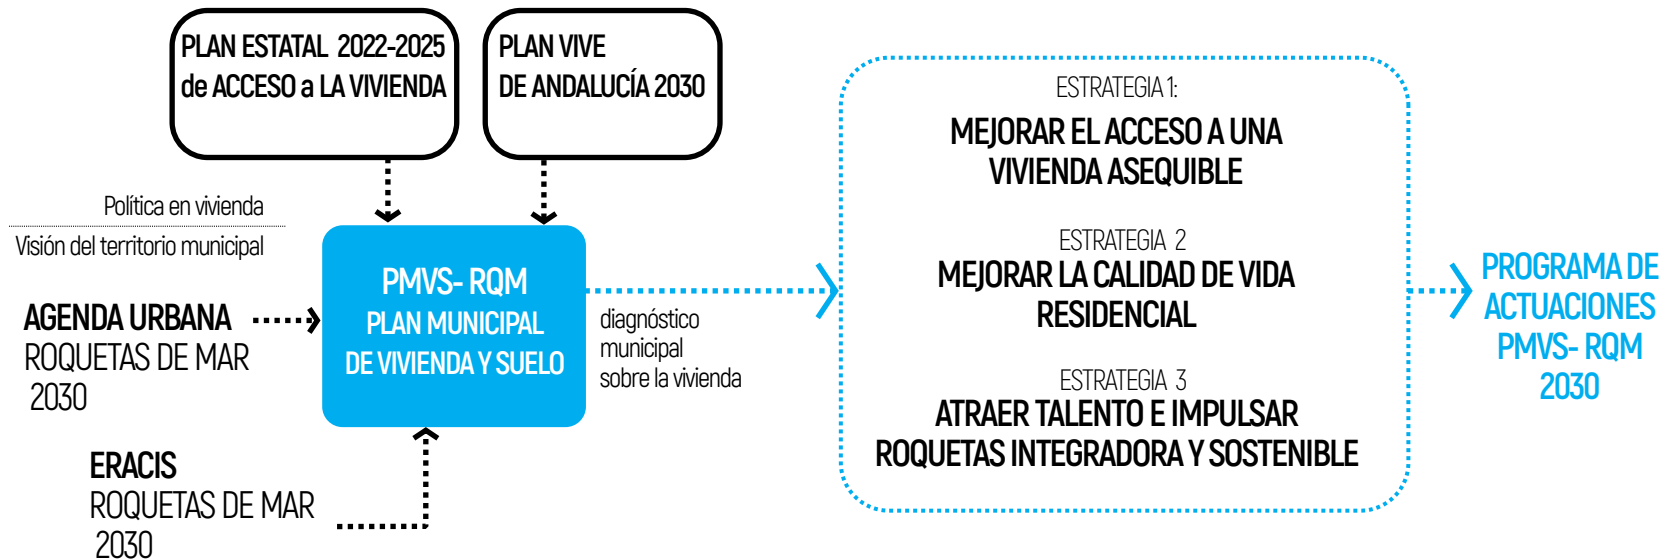 PLAN ESTATAL 2022-2025
de ACCESO a LA VIVIENDA
PLAN VIVE
DE ANDALUCÍA 2030
Política en vivienda
Visión del territorio municipal
AGENDA URBANA
ROQUETAS DE MAR
2030
ERACIS
ROQUETAS DE MAR
2030
PMVS- RQM
PLAN MUNICIPAL
DE VIVIENDA Y SUELO
diagnóstico
municipal
sobre la vivienda
ESTRATEGIA 1:
MEJORAR EL ACCESO A UNA
VIVIENDA ASEQUIBLE
ESTRATEGIA 2
MEJORAR LA CALIDAD DE VIDA
RESIDENCIAL
ESTRATEGIA 3
ATRAER TALENTO E IMPULSAR
ROQUETAS INTEGRADORA Y SOSTENIBLE
PROGRAMA DE
ACTUACIONES
PMVS- RQM
2030